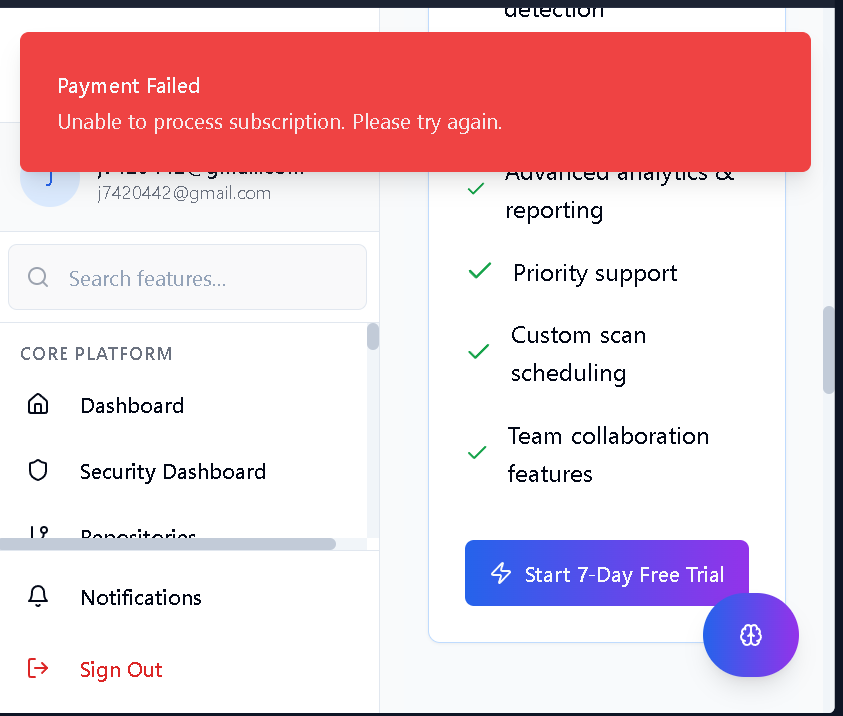 detection
Payment Failed
Unable to process subscription. Please try again.
J
j7420442@gmail.com
j7420442@gmail.com
Search features...
CORE PLATFORM
Dashboard
Security Dashboard
Repositories
Notifications
Sign Out
Advanced analytics &
reporting
Priority support
Custom scan
scheduling
Team collaboration
features
Start 7-Day Free Trial